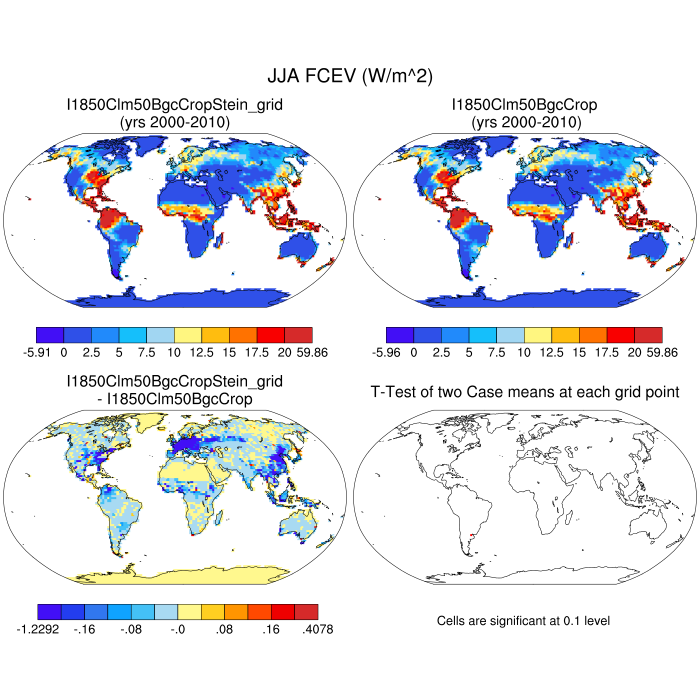 JJA FCEV (W/m^2)
I1850Clm50BgcCropStein_grid
(yrs 2000-2010)
I1850Clm50BgcCrop
(yrs 2000-2010)
-5.91 0 2.5 5 7.5 10 12.5 15 17.5 20 59.86
-5.96 0 2.5 5 7.5 10 12.5 15 17.5 20 59.86
I1850Clm50BgcCropStein_grid
- I1850Clm50BgcCrop
T-Test of two Case means at each grid point
-1.2292 -.16 -.08 -.0 .08 .16 .4078
Cells are significant at 0.1 level